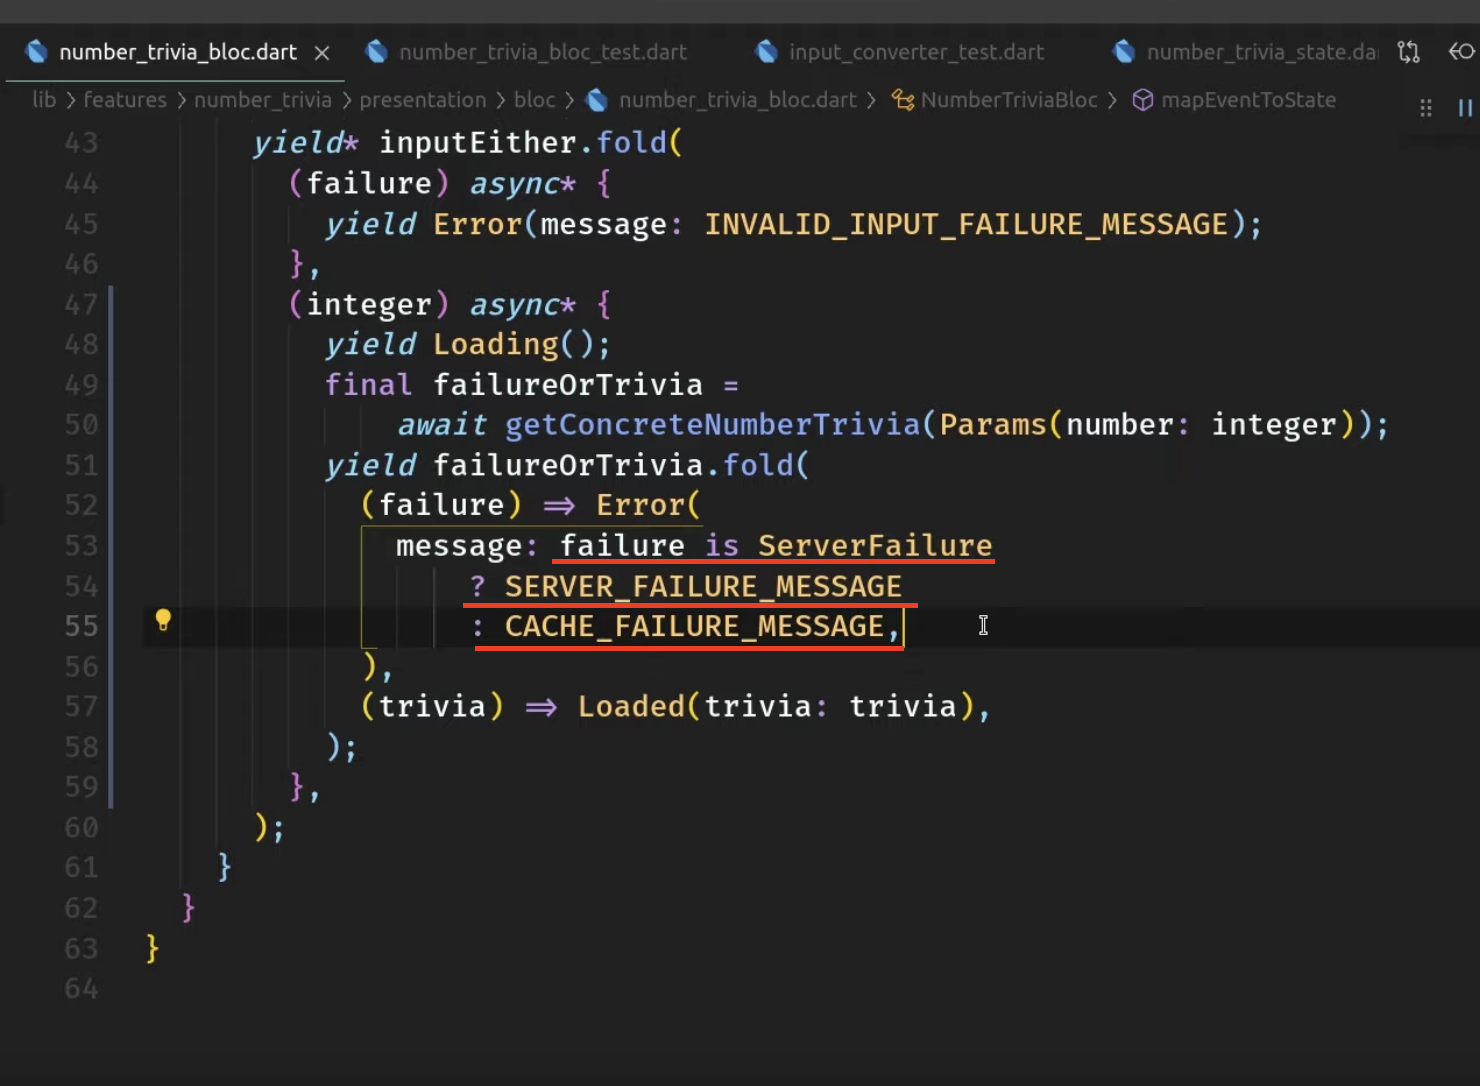 number_trivia_bloc.dart number_trivia_bloc_test.dart input_converter_test.dart number_trivia_state.da
lib > features > number_trivia > presentation > bloc > number_trivia_bloc.dart > NumberTriviaBloc > mapEventToState
43 yield* inputEither.fold(
44 (failure) async* {
45 yield Error(message: INVALID_INPUT_FAILURE_MESSAGE);
46 },
47 (integer) async* {
48 yield Loading();
49 final failureOrTrivia =
50 await getConcreteNumberTrivia(Params(number: integer));
51 yield failureOrTrivia.fold(
52 (failure) => Error(
53 message: failure is ServerFailure
54 ? SERVER_FAILURE_MESSAGE
55 : CACHE_FAILURE_MESSAGE,
56 ),
57 (trivia) => Loaded(trivia: trivia),
58 );
59 },
60 );
61 }
62 }
63 }
64